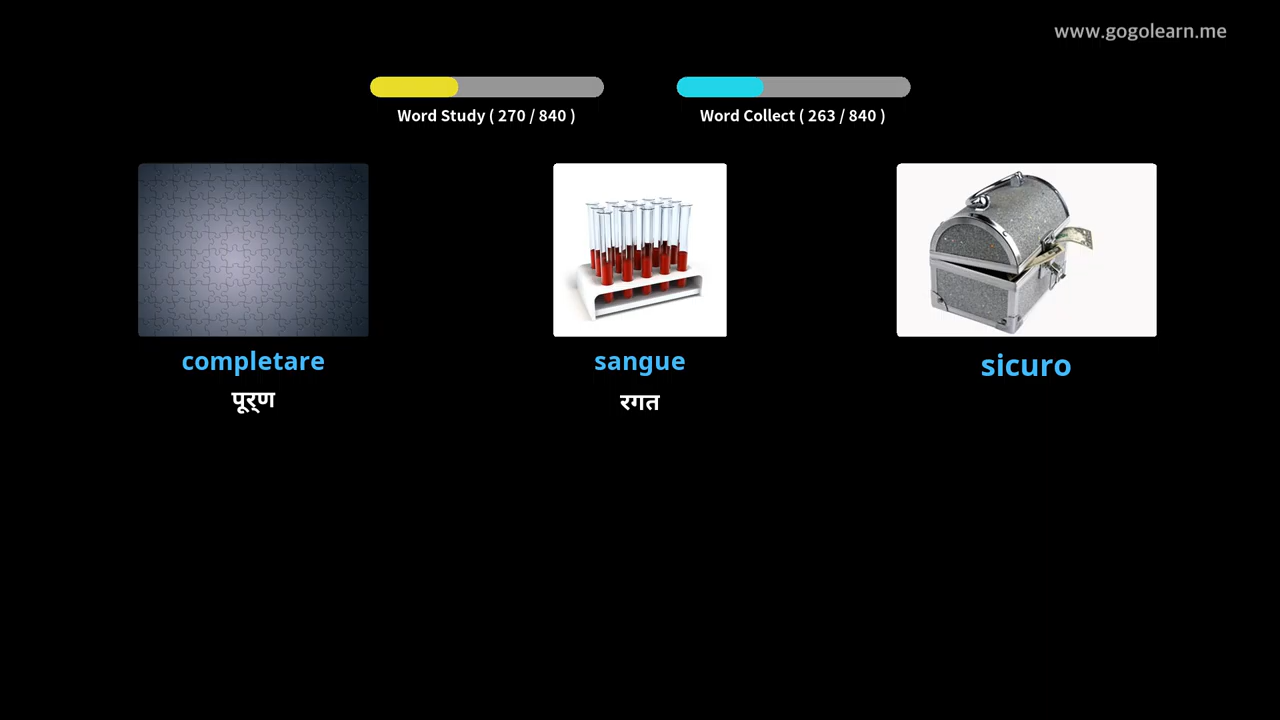 www.gogolearn.me
Word Study ( 270 / 840 )
Word Collect ( 263 / 840 )
completare
sangue
sicuro
पूर्ण
रगत